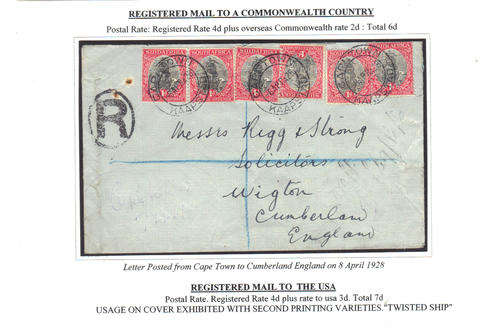 REGISTERED MAIL TO A COMMONWEALTH COUNTRY
Postal Rate: Registered Rate 4d plus overseas Commonwealth rate 2d : Total 6d
R
Messrs Rigg & Strong
Solicitors
Wigton
Cumberland
England
Letter Posted from Cape Town to Cumberland England on 8 April 1928
REGISTERED MAIL TO THE USA
Postal Rate. Registered Rate 4d plus rate to usa 3d. Total 7d
USAGE ON COVER EXHIBITED WITH SECOND PRINTING VARIETIES."TWISTED SHIP"